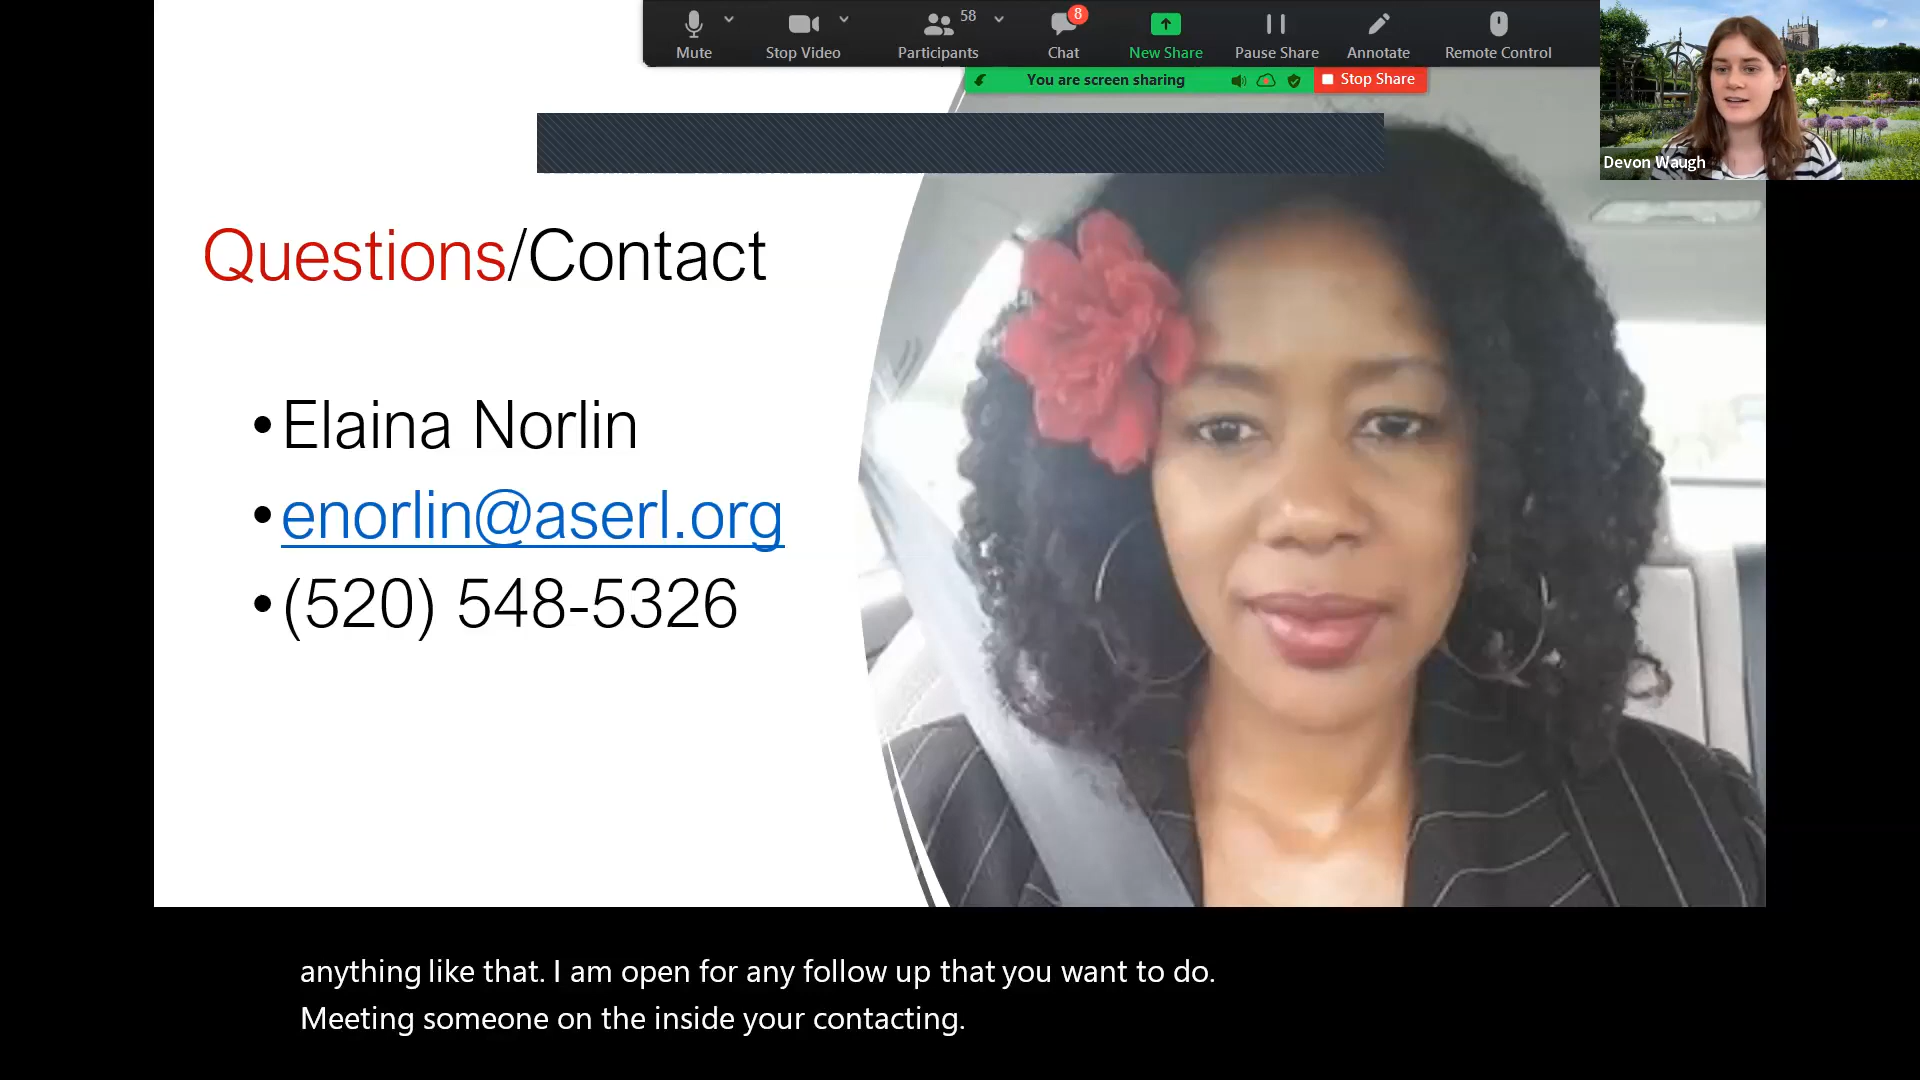 58
8
Mute
Stop Video
Participants
Chat
New Share
Pause Share
Annotate
Remote Control
You are screen sharing
Stop Share
Devon Waugh
Questions/Contact
•Elaina Norlin
•enorlin@aserl.org
•(520) 548-5326
anything like that. I am open for any follow up that you want to do.
Meeting someone on the inside your contacting.